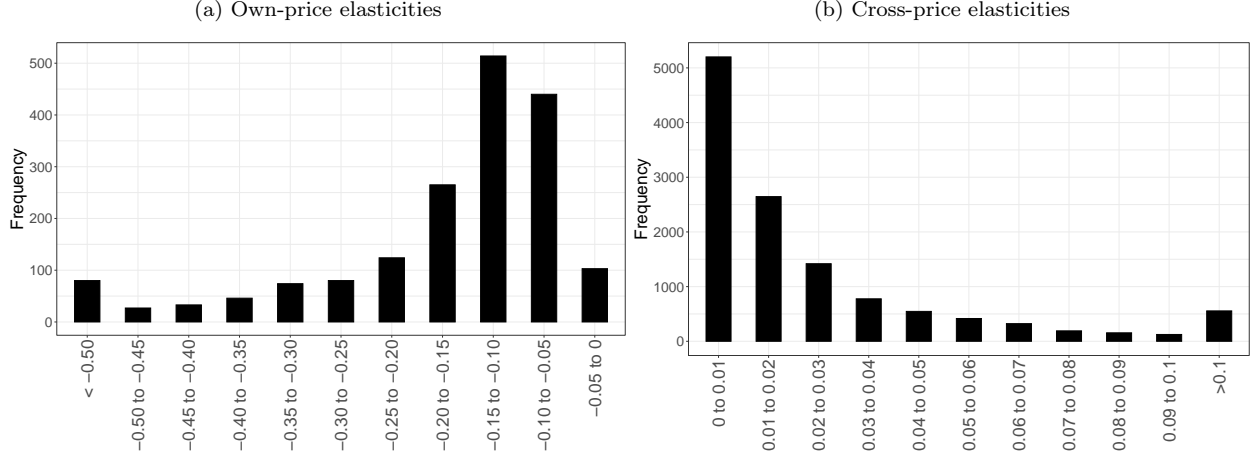 (a) Own-price elasticities
Frequency
500
400
300
200
100
0
< −0.50
−0.50 to −0.45
−0.45 to −0.40
−0.40 to −0.35
−0.35 to −0.30
−0.30 to −0.25
−0.25 to −0.20
−0.20 to −0.15
−0.15 to −0.10
−0.10 to −0.05
−0.05 to 0
(b) Cross-price elasticities
Frequency
5000
4000
3000
2000
1000
0
0 to 0.01
0.01 to 0.02
0.02 to 0.03
0.03 to 0.04
0.04 to 0.05
0.05 to 0.06
0.06 to 0.07
0.07 to 0.08
0.08 to 0.09
0.09 to 0.1
>0.1